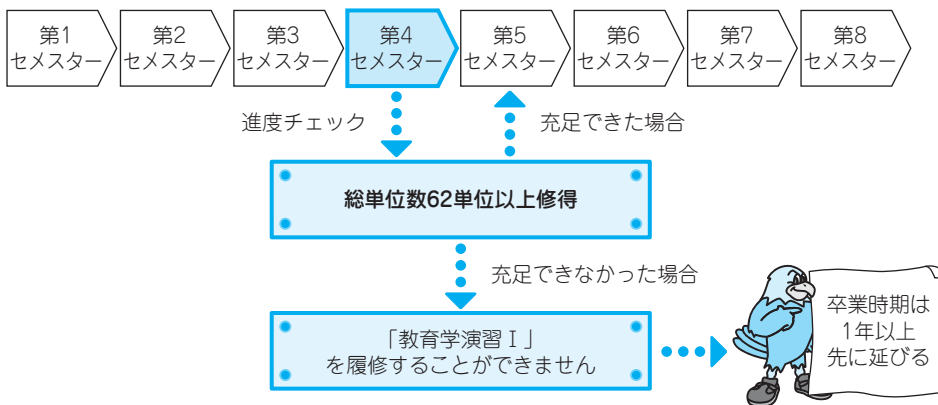 第1
セメスター
第2
セメスター
第3
セメスター
第4
セメスター
第5
セメスター
第6
セメスター
第7
セメスター
第8
セメスター
進度チェック
充足できた場合
総単位数62単位以上修得
充足できなかった場合
「教育学演習Ⅰ」
を履修することができません
卒業時期は
1年以上
先に延びる